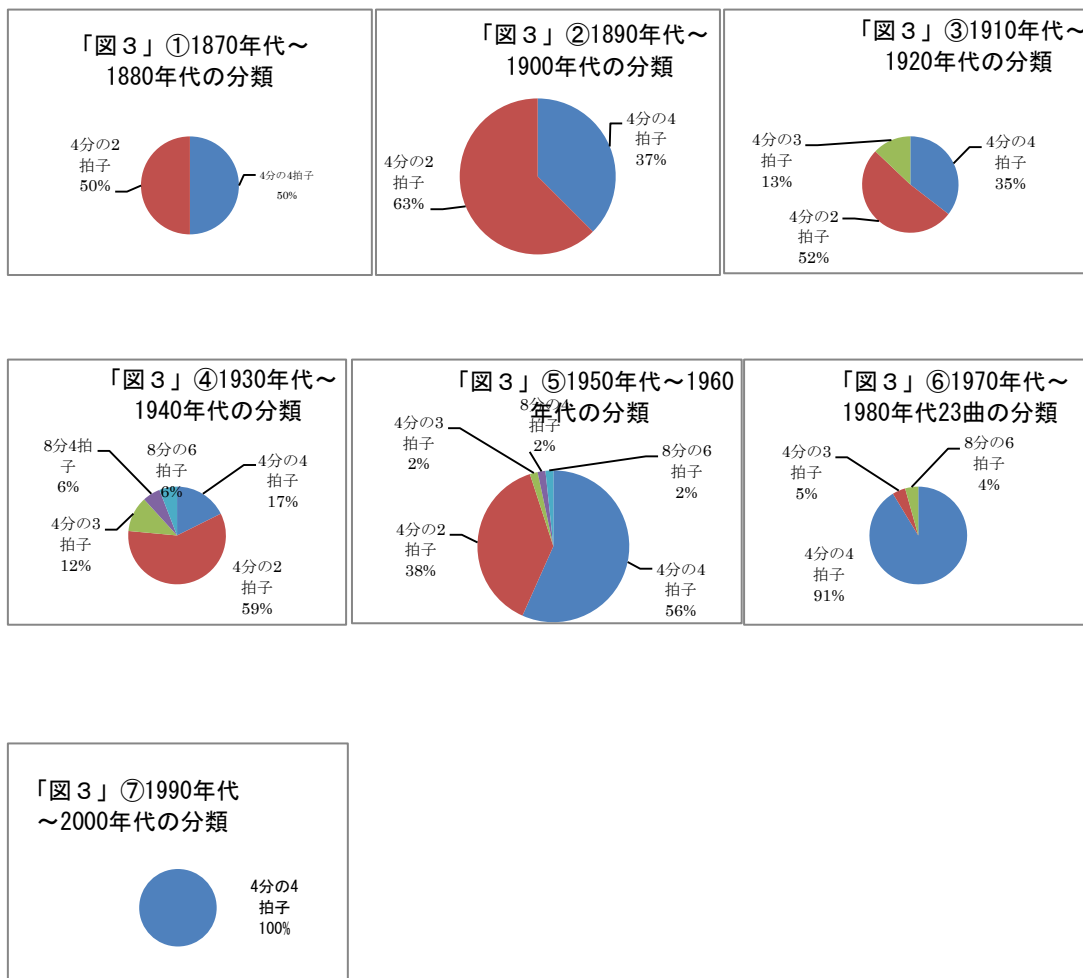 「図３」①1870年代～
1880年代の分類
4分の2
拍子
50%
4分の4拍子
50%
「図３」②1890年代～
1900年代の分類
4分の4
拍子
37%
4分の2
拍子
63%
「図３」③1910年代～
1920年代の分類
4分の3
拍子
13%
4分の4
拍子
35%
4分の2
拍子
52%
「図３」④1930年代～
1940年代の分類
8分4拍
子
6%
8分の6
拍子
6%
4分の4
拍子
17%
4分の3
拍子
12%
4分の2
拍子
59%
「図３」⑤1950年代～1960
年代の分類
8分の4
拍子
2%
4分の3
拍子
2%
8分の6
拍子
2%
4分の2
拍子
38%
4分の4
拍子
56%
「図３」⑥1970年代～
1980年代23曲の分類
8分の6
拍子
4%
4分の3
拍子
5%
4分の4
拍子
91%
「図３」⑦1990年代
～2000年代の分類
4分の4
拍子
100%